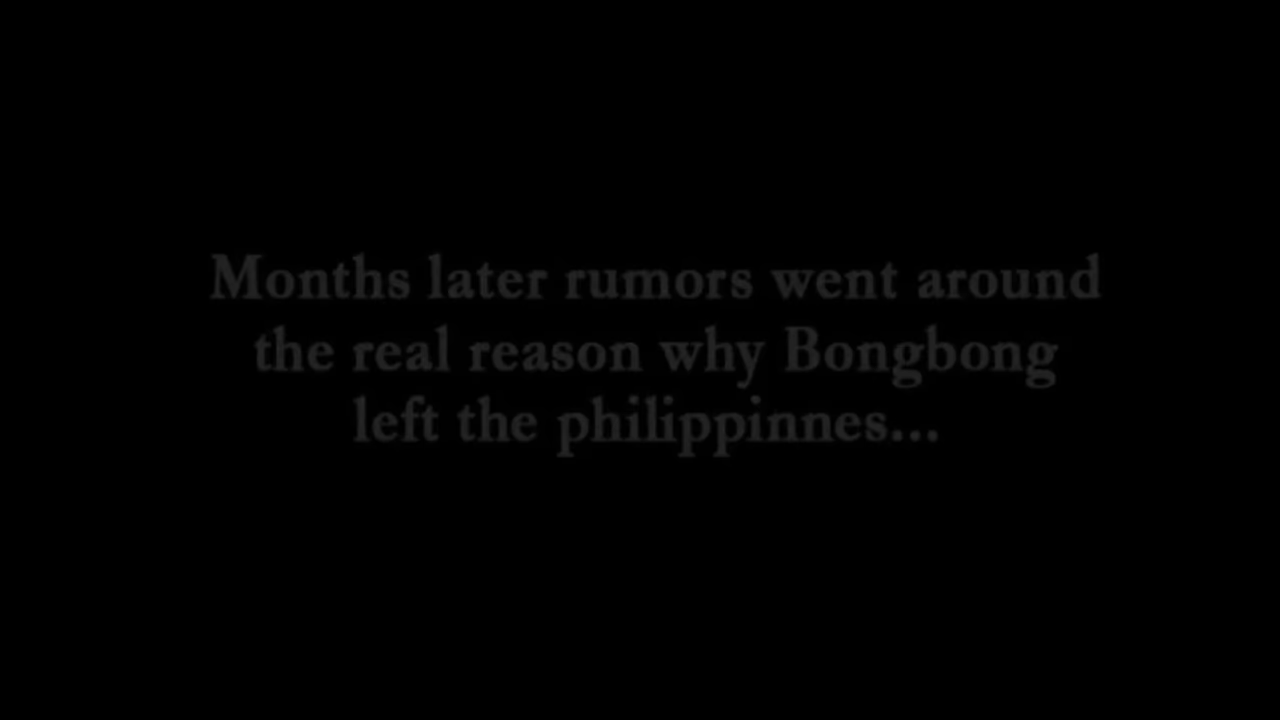 Months later rumors went around
the real reason why Bongbong
left the philippinnes...